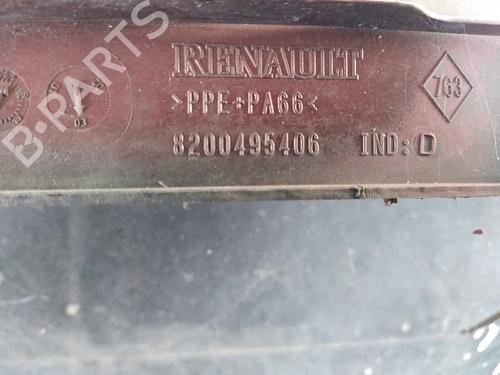 RENAULT
>PPE+PA66<
763
8200495406 IND:D
B-PARTS